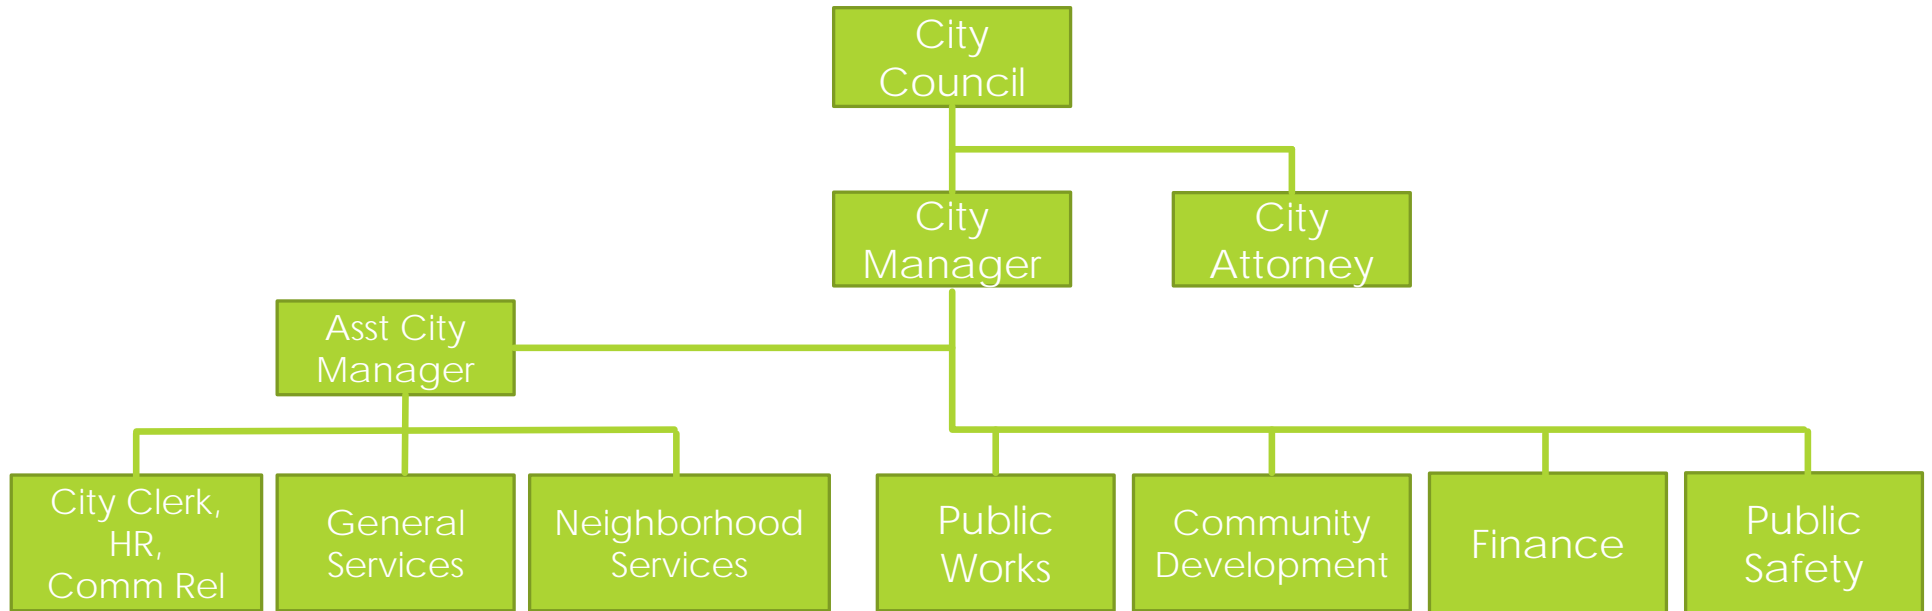 City
Council
City
Manager
City
Attorney
Asst City
Manager
City Clerk,
HR,
Comm Rel
General
Services
Neighborhood
Services
Public
Works
Community
Development
Finance
Public
Safety